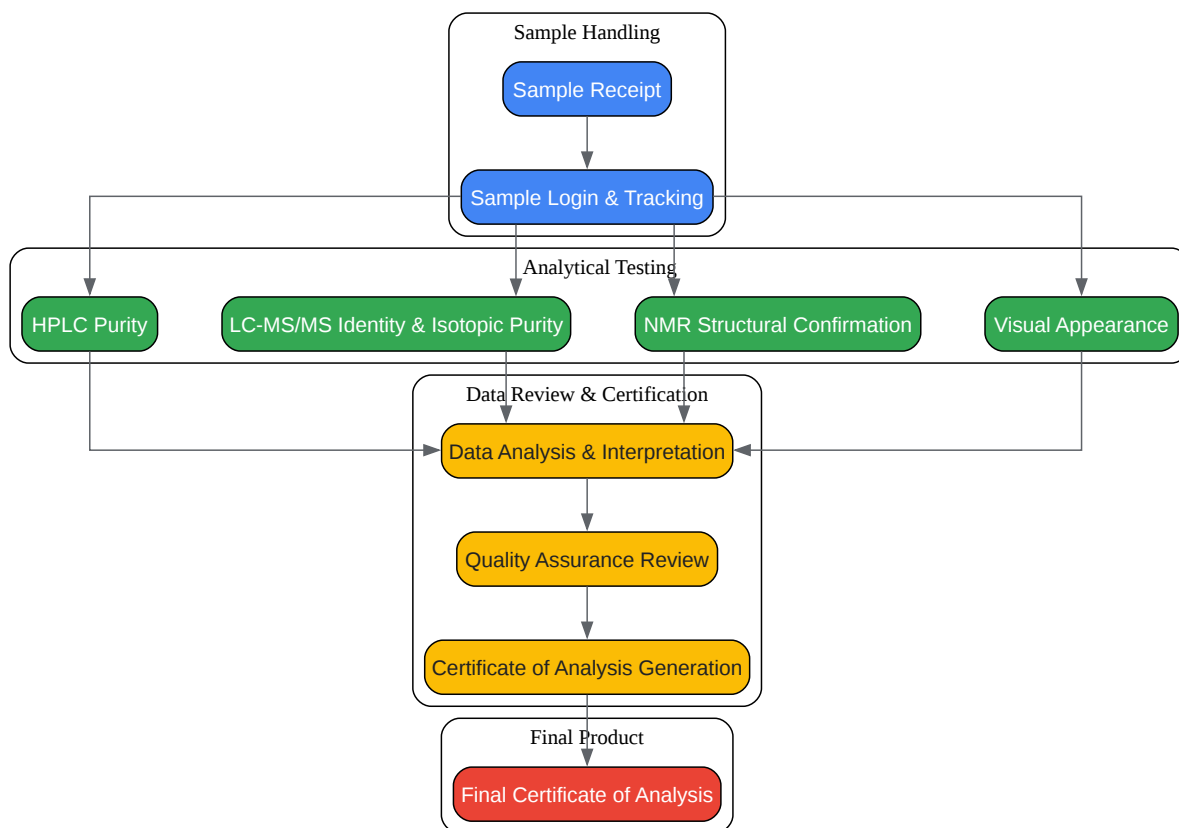 Sample Handling
Sample Receipt
Sample Login & Tracking
Analytical Testing
HPLC Purity
LC-MS/MS Identity & Isotopic Purity
NMR Structural Confirmation
Visual Appearance
Data Review & Certification
Data Analysis & Interpretation
Quality Assurance Review
Certificate of Analysis Generation
Final Product
Final Certificate of Analysis